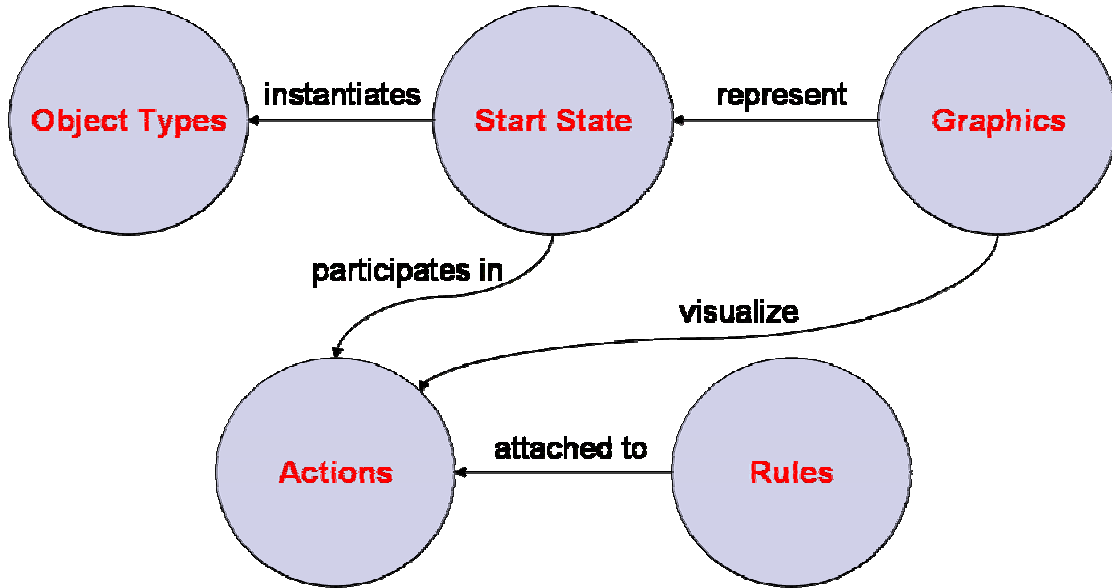 instantiates
represent
Object Types
Start State
Graphics
participates in
visualize
attached to
Actions
Rules